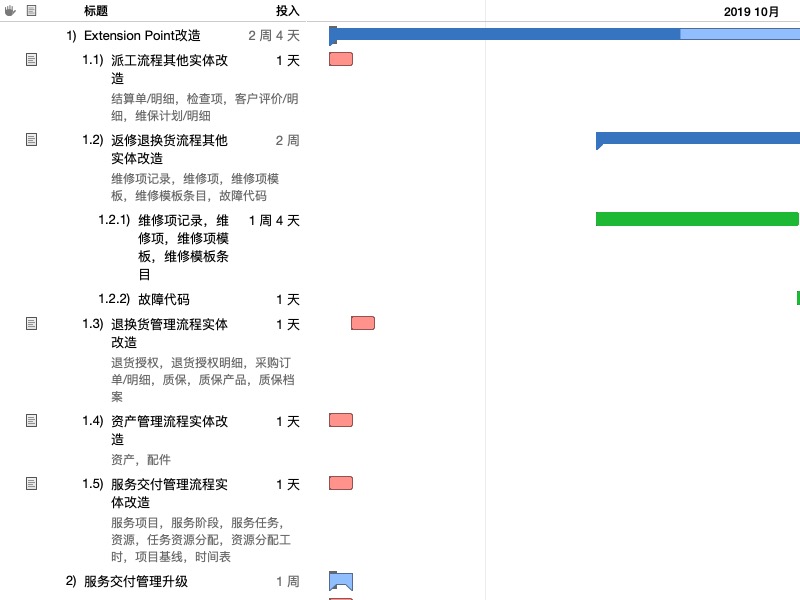 标题 投入 2019 10月
1) Extension Point改造 2 周 4 天
1.1) 派工流程其他实体改 1 天
造
结算单/明细，检查项，客户评价/明
细，维保计划/明细
1.2) 返修退换货流程其他 2 周
实体改造
维修项记录，维修项，维修项模
板，维修模板条目，故障代码
1.2.1) 维修项记录，维 1 周 4 天
修项，维修项模
板，维修模板条
目
1.2.2) 故障代码 1 天
1.3) 退换货管理流程实体 1 天
改造
退货授权，退货授权明细，采购订
单/明细，质保，质保产品，质保档
案
1.4) 资产管理流程实体改 1 天
造
资产，配件
1.5) 服务交付管理流程实 1 天
体改造
服务项目，服务阶段，服务任务，
资源，任务资源分配，资源分配工
时，项目基线，时间表
2) 服务交付管理升级 1 周